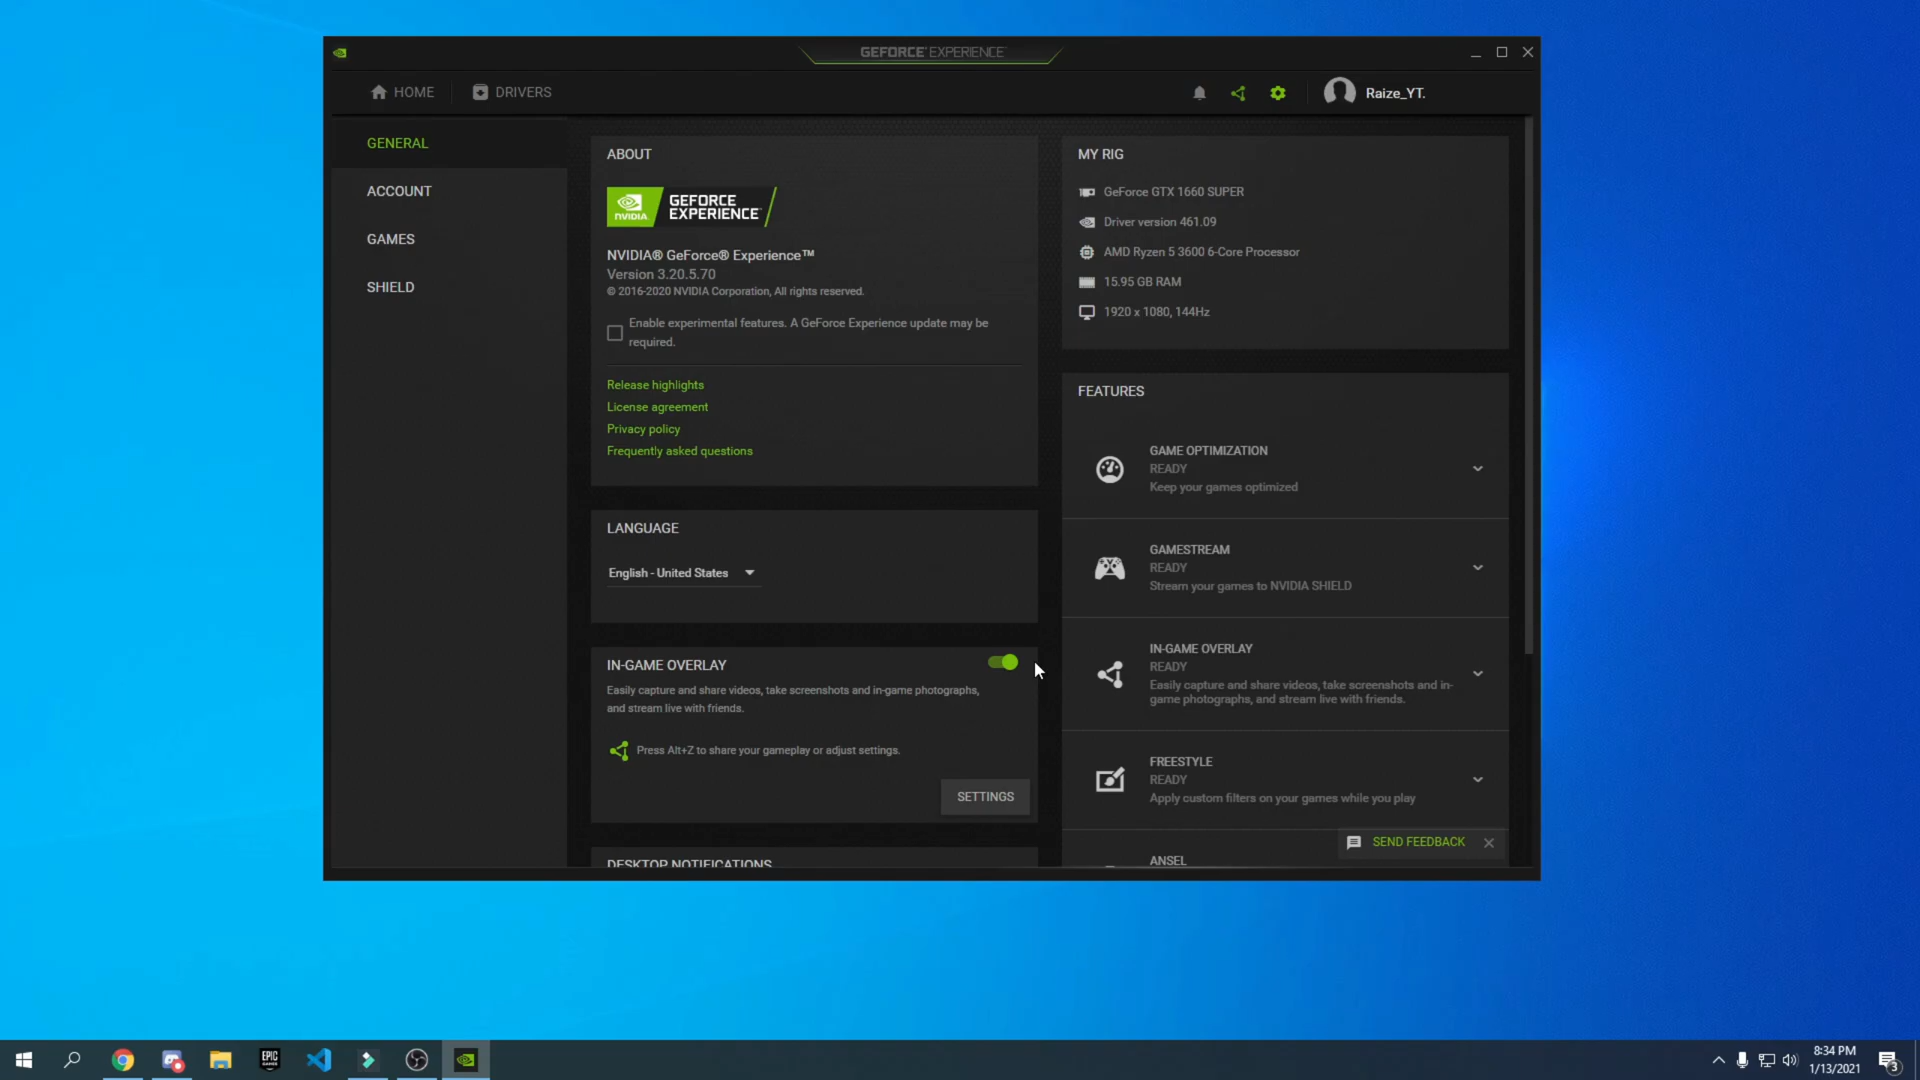 GEFORCE® EXPERIENCE
HOME
DRIVERS
Raize_YT.
GENERAL
ACCOUNT
GAMES
SHIELD
ABOUT
NVIDIA.
GEFORCE
EXPERIENCE
NVIDIA® GeForce® Experience™
Version 3.20.5.70
© 2016-2020 NVIDIA Corporation, All rights reserved.
Enable experimental features. A GeForce Experience update may be
required.
Release highlights
License agreement
Privacy policy
Frequently asked questions
LANGUAGE
English - United States
IN-GAME OVERLAY
Easily capture and share videos, take screenshots and in-game photographs,
and stream live with friends.
Press Alt+Z to share your gameplay or adjust settings.
SETTINGS
DESKTOP NOTIFICATIONS
MY RIG
GeForce GTX 1660 SUPER
Driver version 461.09
AMD Ryzen 5 3600 6-Core Processor
15.95 GB RAM
1920 x 1080, 144Hz
FEATURES
GAME OPTIMIZATION
READY
Keep your games optimized
GAMESTREAM
READY
Stream your games to NVIDIA SHIELD
IN-GAME OVERLAY
READY
Easily capture and share videos, take screenshots and in-
game photographs, and stream live with friends.
FREESTYLE
READY
Apply custom filters on your games while you play
ANSEL
SEND FEEDBACK
EPIC
GAMES
8:34 PM
1/13/2021
3